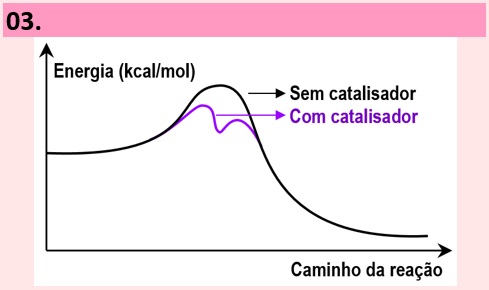 03.
Energia (kcal/mol)
Sem catalisador
Com catalisador
Caminho da reação